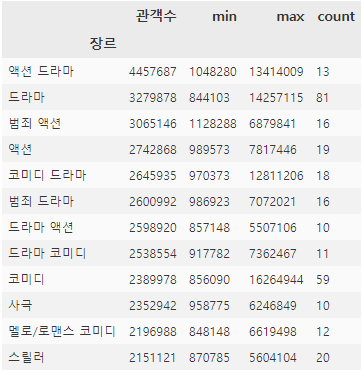 관객수 min max count
장르
액션 드라마 4457687 1048280 13414009 13
드라마 3279878 844103 14257115 81
범죄 액션 3065146 1128288 6879841 16
액션 2742868 989573 7817446 19
코미디 드라마 2645935 970373 12811206 18
범죄 드라마 2600992 986923 7072021 16
드라마 액션 2598920 857148 5507106 10
드라마 코미디 2538554 917782 7362467 11
코미디 2389978 856090 16264944 59
사극 2352942 958775 6246849 10
멜로/로맨스 코미디 2196988 848148 6619498 12
스릴러 2151121 870785 5604104 20